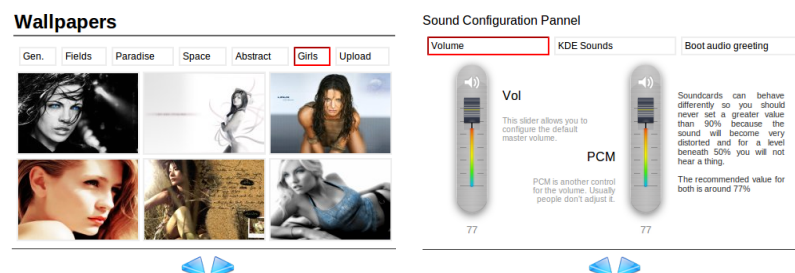 Wallpapers
Gen. Fields Paradise Space Abstract Girls Upload
Sound Configuration Pannel
Volume KDE Sounds Boot audio greeting
Vol
This slider allows you to
configure the default
master volume.
PCM
PCM is another control
for the volume. Usually
people don't adjust it.
77
77
Soundcards can behave
differently so you should
never set a greater value
than 90% because the
sound will become very
distorted and for a level
beneath 50% you will not
hear a thing.
The recommended value for
both is around 77%